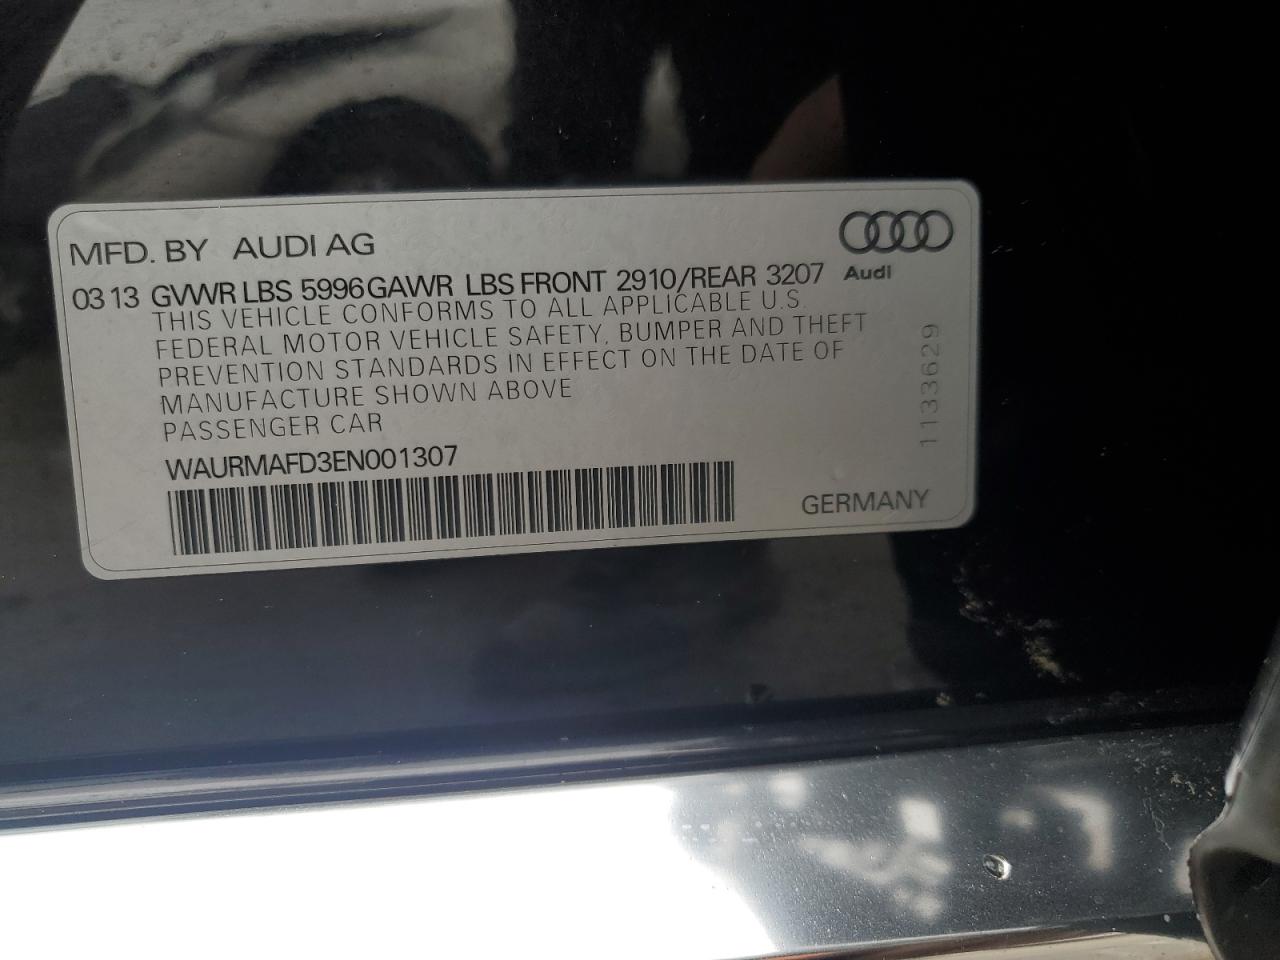 MFD. BY AUDI AG
Audi
03 13 GVWR LBS 5996 GAWR LBS FRONT 2910/REAR 3207
THIS VEHICLE CONFORMS TO ALL APPLICABLE U.S.
FEDERAL MOTOR VEHICLE SAFETY, BUMPER AND THEFT
PREVENTION STANDARDS IN EFFECT ON THE DATE OF
MANUFACTURE SHOWN ABOVE
PASSENGER CAR
WAURMAFD3EN001307
GERMANY
1133629